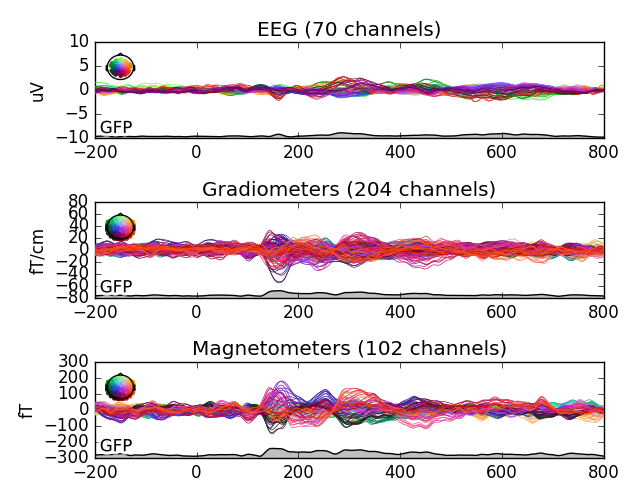 EEG (70 channels)
10
5
0
−5
−10
uV
GFP
−200 0 200 400 600 800
Gradiometers (204 channels)
80
60
40
20
0
−20
−40
−60
−80
fT/cm
GFP
−200 0 200 400 600 800
Magnetometers (102 channels)
300
200
100
0
−100
−200
−300
fT
GFP
−200 0 200 400 600 800